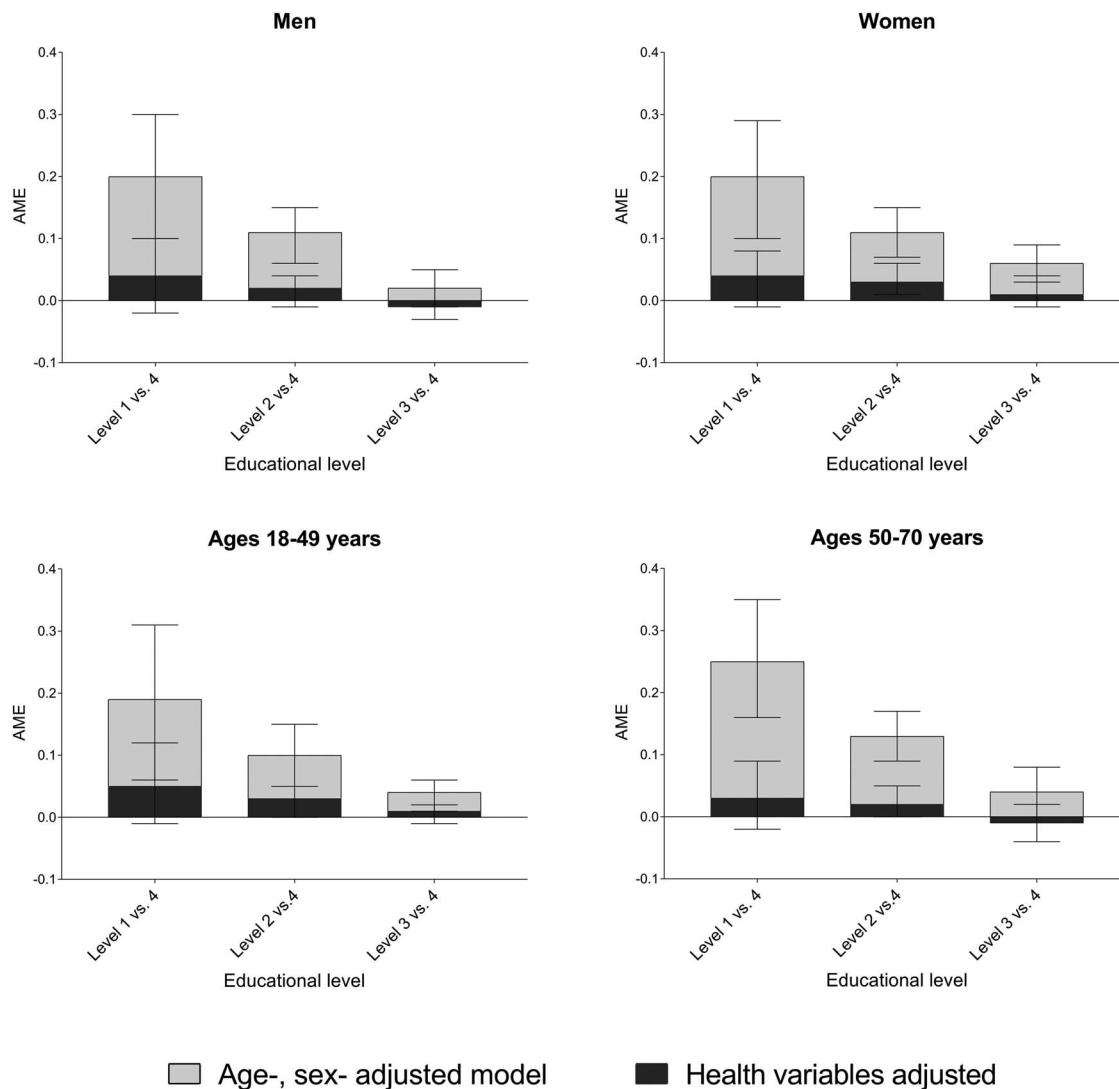 Men
0.4
0.3
0.2
0.1
0.0
-0.1
AME
Level 1 vs. 4
Level 2 vs.4
Level 3 vs. 4
Educational level
Women
0.4
0.3
0.2
0.1
0.0
-0.1
AME
Level 1 vs. 4
Level 2 vs.4
Level 3 vs. 4
Educational level
Ages 18-49 years
0.4
0.3
0.2
0.1
0.0
-0.1
AME
Level 1 vs. 4
Level 2 vs.4
Level 3 vs. 4
Educational level
Ages 50-70 years
0.4
0.3
0.2
0.1
0.0
-0.1
AME
Level 1 vs. 4
Level 2 vs.4
Level 3 vs. 4
Educational level
Age-, sex- adjusted model
Health variables adjusted